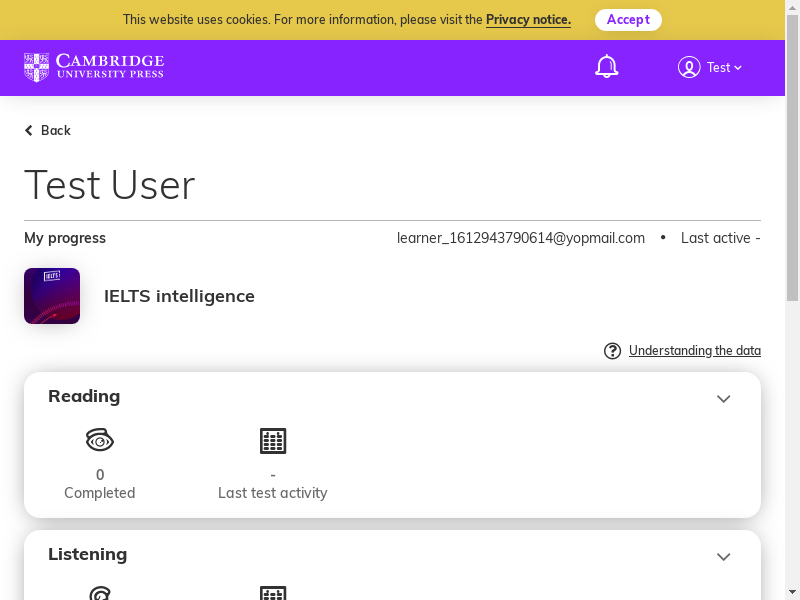 This website uses cookies. For more information, please visit the Privacy notice. Accept
CAMBRIDGE
UNIVERSITY PRESS
Test
Back
Test User
My progress learner_1612943790614@yopmail.com • Last active -
IELTS
IELTS intelligence
Understanding the data
Reading
0 -
Completed Last test activity
Listening